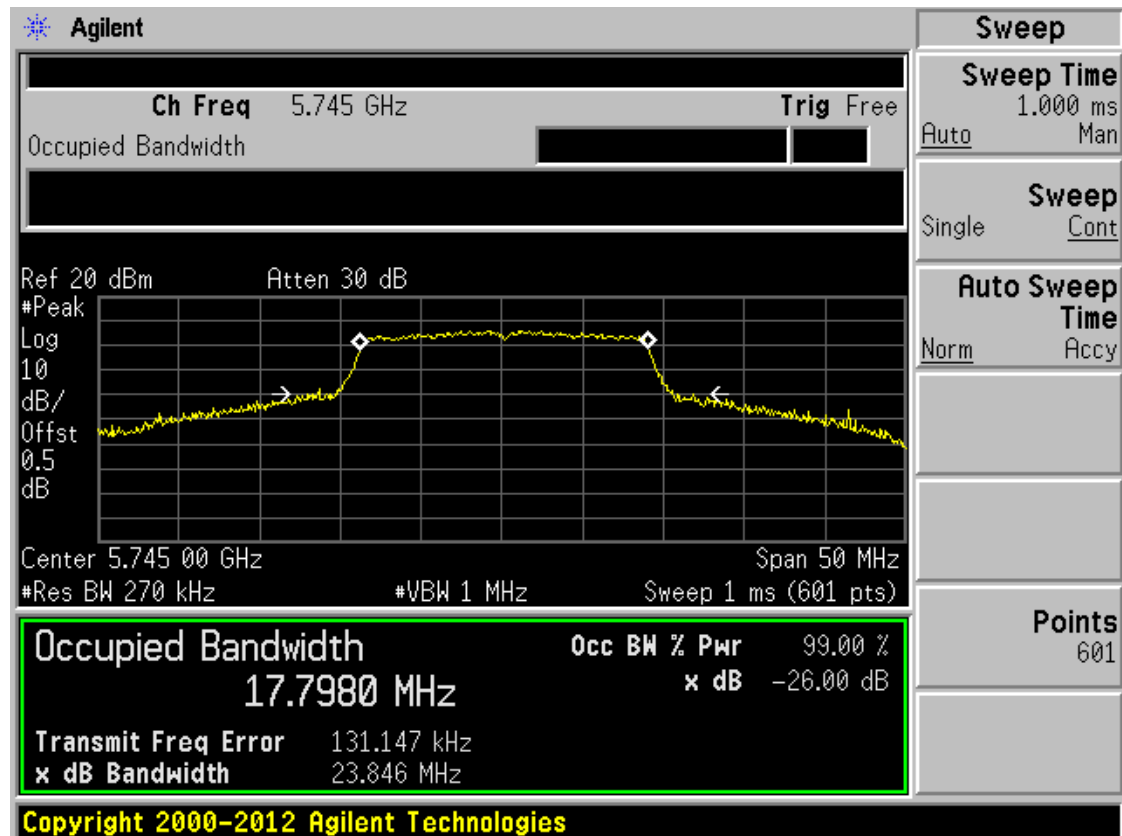 Agilent
Sweep
Ch Freq 5.745 GHz Trig Free
Occupied Bandwidth
Sweep Time
1.000 ms
Auto Man
Sweep
Single Cont
Auto Sweep
Time
Norm Accy
Points
601
Ref 20 dBm Atten 30 dB
#Peak
Log
10
dB/
Offst
0.5
dB
Center 5.745 00 GHz Span 50 MHz
#Res BW 270 kHz #VBW 1 MHz Sweep 1 ms (601 pts)
Occupied Bandwidth
17.7980 MHz
Occ BW % Pwr 99.00 %
x dB -26.00 dB
Transmit Freq Error 131.147 kHz
x dB Bandwidth 23.846 MHz
Copyright 2000-2012 Agilent Technologies